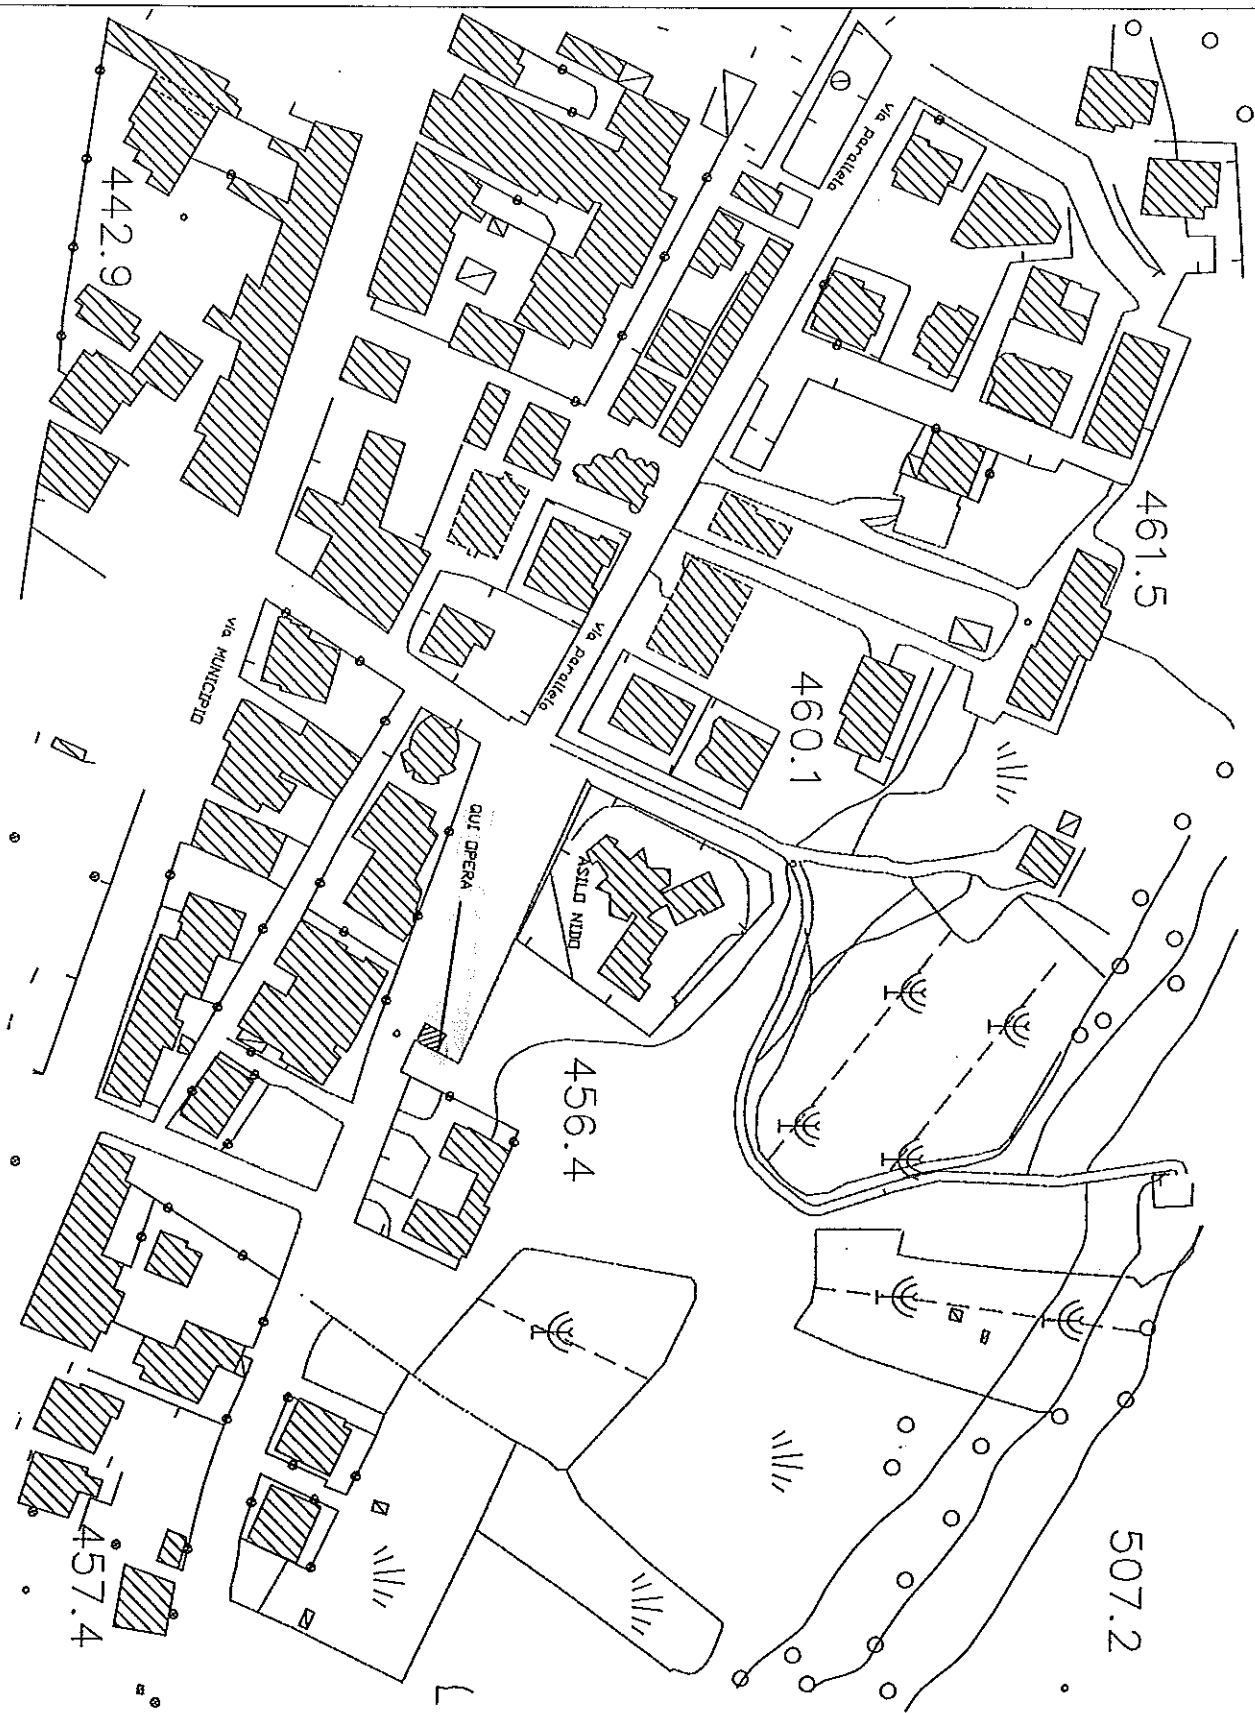 via parallela
442.9
461.5
via parallela
460.1
via MUNICIPIO
QUI OPERA
ASILO NIDO
456.4
457.4
507.2